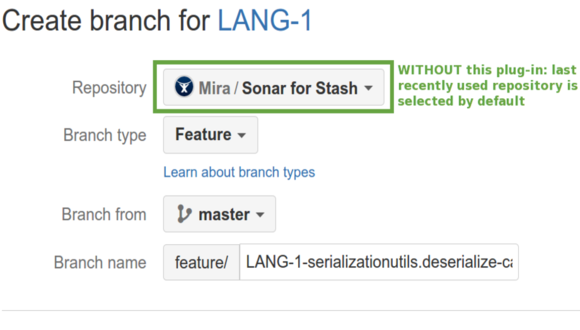 Create branch for LANG-1
Repository Mira / Sonar for Stash
WITHOUT this plug-in: last
recently used repository is
selected by default
Branch type Feature
Learn about branch types
Branch from master
Branch name feature/ LANG-1-serializationutils.deserialize-ca